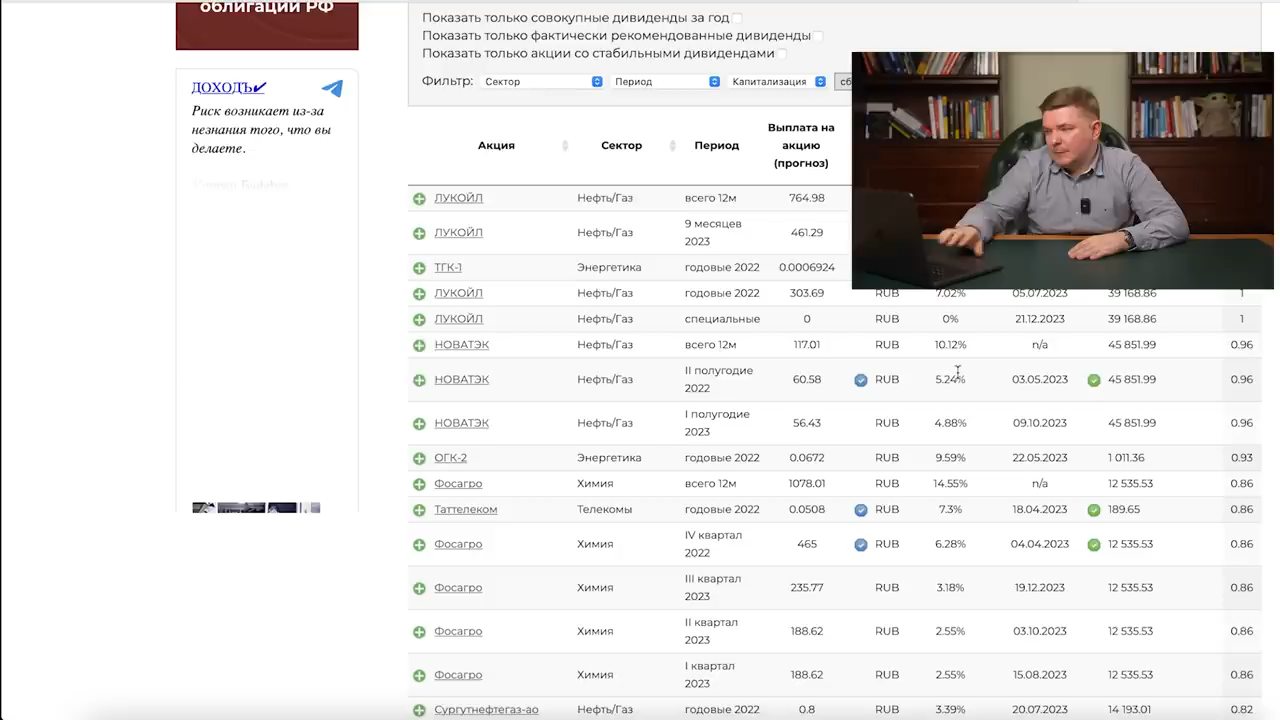 облигаций РФ
ДОХОДЪ✔
Риск возникает из-за
незнания того, что вы
делаете.
Показать только совокупные дивиденды за год
Показать только фактически рекомендованные дивиденды
Показать только акции со стабильными дивидендами
Фильтр: Сектор Период Капитализация сб
Акция Сектор Период Выплата на
акцию
(прогноз)
ЛУКОЙЛ Нефть/Газ всего 12м 764.98
ЛУКОЙЛ Нефть/Газ 9 месяцев
2023 461.29
ТГК-1 Энергетика годовые 2022 0.0006924
ЛУКОЙЛ Нефть/Газ годовые 2022 303.69 RUB 7.02% 05.07.2023 39 168.86 1
ЛУКОЙЛ Нефть/Газ специальные 0 RUB 0% 21.12.2023 39 168.86 1
НОВАТЭК Нефть/Газ всего 12м 117.01 RUB 10.12% n/a 45 851.99 0.96
НОВАТЭК Нефть/Газ II полугодие
2022 60.58 RUB 5.24% 03.05.2023 45 851.99 0.96
НОВАТЭК Нефть/Газ I полугодие
2023 56.43 RUB 4.88% 09.10.2023 45 851.99 0.96
ОГК-2 Энергетика годовые 2022 0.0672 RUB 9.59% 22.05.2023 1 011.36 0.93
Фосагро Химия всего 12м 1078.01 RUB 14.55% n/a 12 535.53 0.86
Таттелеком Телекомы годовые 2022 0.0508 RUB 7.3% 18.04.2023 189.65 0.86
Фосагро Химия IV квартал
2022 465 RUB 6.28% 04.04.2023 12 535.53 0.86
Фосагро Химия III квартал
2023 235.77 RUB 3.18% 19.12.2023 12 535.53 0.86
Фосагро Химия II квартал
2023 188.62 RUB 2.55% 03.10.2023 12 535.53 0.86
Фосагро Химия I квартал
2023 188.62 RUB 2.55% 15.08.2023 12 535.53 0.86
Сургутнефтегаз-ао Нефть/Газ годовые 2022 0.8 RUB 3.39% 20.07.2023 14 193.01 0.82